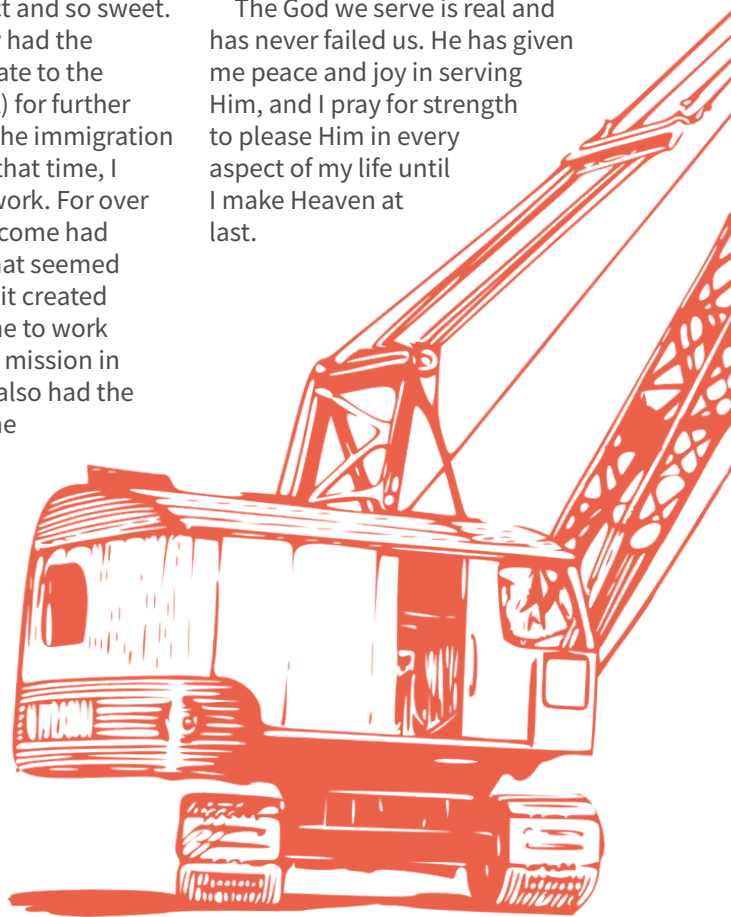 ct and so sweet.
had the
ate to the
) for further
he immigration
that time, I
work. For over
come had
at seemed
it created
e to work
mission in
also had the
ne
The God we serve is real and
has never failed us. He has given
me peace and joy in serving
Him, and I pray for strength
to please Him in every
aspect of my life until
I make Heaven at
last.